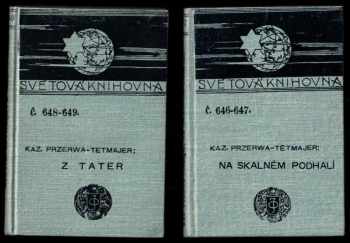 SVĚTOVÁ KNIHOVNA
Č. 648-649.
KAZ. PRZERWA-TETMAJER:
Z TATER
SVĚTOVÁ KNIHOVNA
Č. 646-647.
KAZ. PRZERWA-TETMAJER:
NA SKALNÉM PODHALÍ